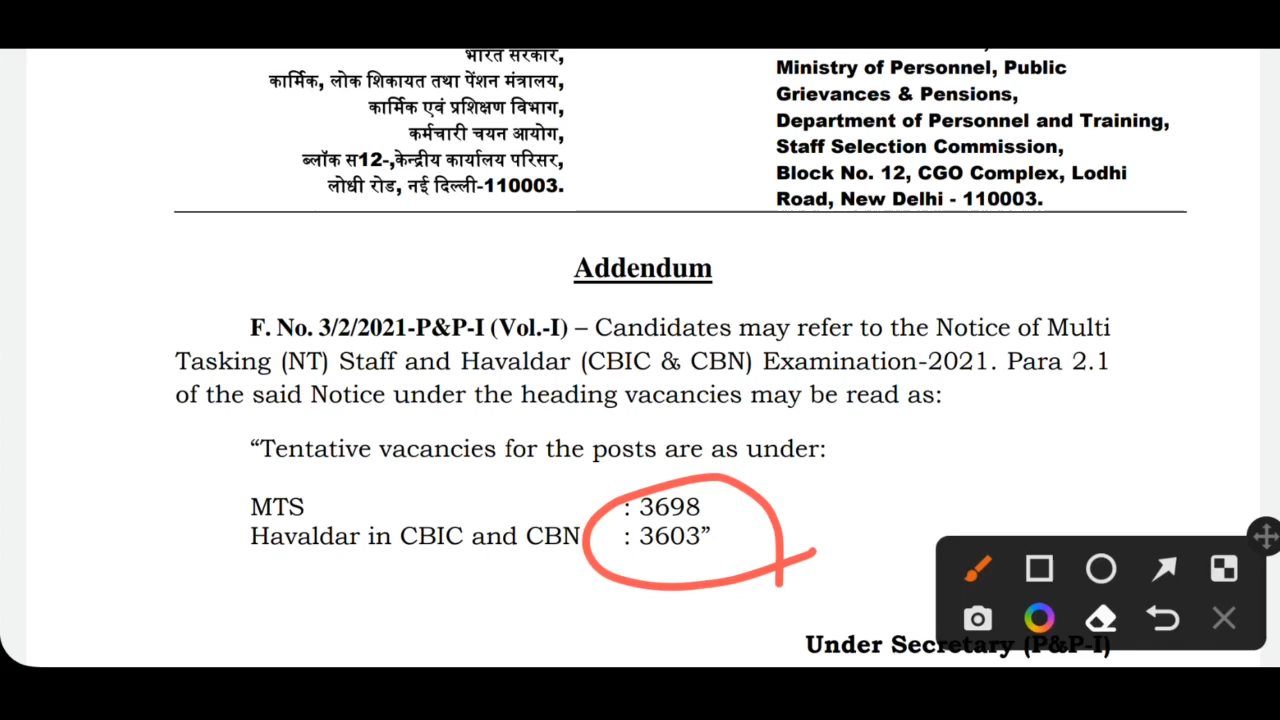 भारत सरकार,
कार्मिक, लोक शिकायत तथा पेंशन मंत्रालय,
कार्मिक एवं प्रशिक्षण विभाग,
कर्मचारी चयन आयोग,
ब्लॉक स12-,केन्द्रीय कार्यालय परिसर,
लोधी रोड, नई दिल्ली-110003.
Ministry of Personnel, Public
Grievances & Pensions,
Department of Personnel and Training,
Staff Selection Commission,
Block No. 12, CGO Complex, Lodhi
Road, New Delhi - 110003.
Addendum
F. No. 3/2/2021-P&P-I (Vol.-I) – Candidates may refer to the Notice of Multi
Tasking (NT) Staff and Havaldar (CBIC & CBN) Examination-2021. Para 2.1
of the said Notice under the heading vacancies may be read as:
“Tentative vacancies for the posts are as under:
MTS : 3698
Havaldar in CBIC and CBN : 3603”
Under Secretary (P&P-I)